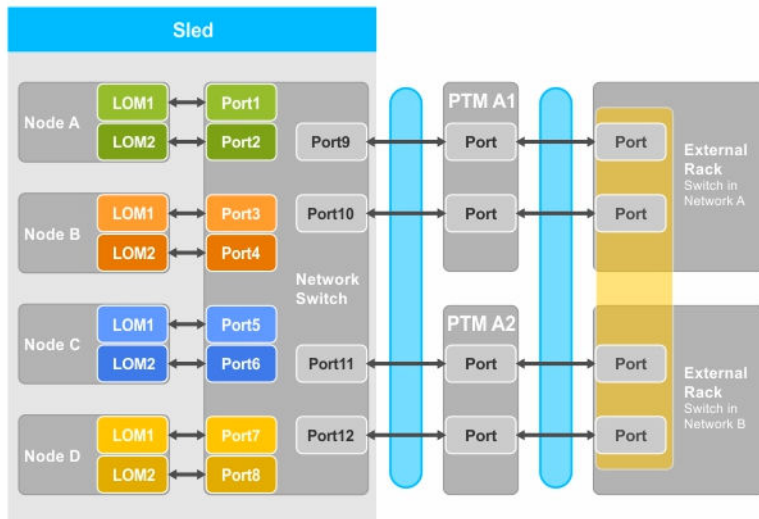 Sled
Node A
LOM1
Port1
LOM2
Port2
Node B
LOM1
Port3
LOM2
Port4
Node C
LOM1
Port5
LOM2
Port6
Node D
LOM1
Port7
LOM2
Port8
Port9
Port10
Network
Switch
Port11
Port12
PTM A1
Port
Port
PTM A2
Port
Port
Port
Port
External
Rack
Switch in
Network A
Port
Port
External
Rack
Switch in
Network B